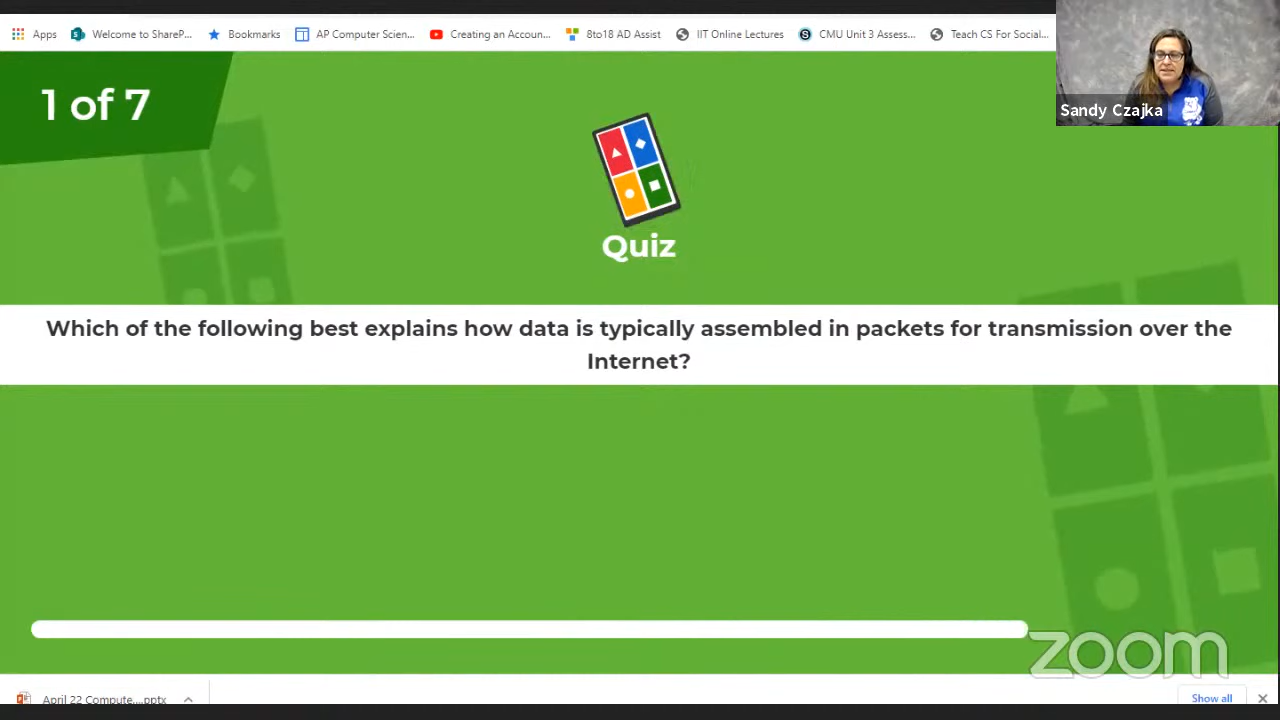 Apps Welcome to ShareP... Bookmarks AP Computer Scien... Creating an Accoun... 8to18 AD Assist IIT Online Lectures CMU Unit 3 Assess... Teach CS For Social...
Sandy Czajka
1 of 7
Quiz
Which of the following best explains how data is typically assembled in packets for transmission over the
Internet?
zoom
April 22 Compute....pptx
Show all